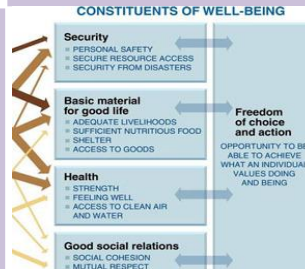 CONSTITUENTS OF WELL-BEING
Security
PERSONAL SAFETY
SECURE RESOURCE ACCESS
SECURITY FROM DISASTERS
Basic material
for good life
ADEQUATE LIVELIHOODS
SUFFICIENT NUTRITIOUS FOOD
SHELTER
ACCESS TO GOODS
Health
STRENGTH
FEELING WELL
ACCESS TO CLEAN AIR
AND WATER
Good social relations
SOCIAL COHESION
MUTUAL RESPECT
Freedom
of choice
and action
OPPORTUNITY TO BE
ABLE TO ACHIEVE
WHAT AN INDIVIDUAL
VALUES DOING
AND BEING